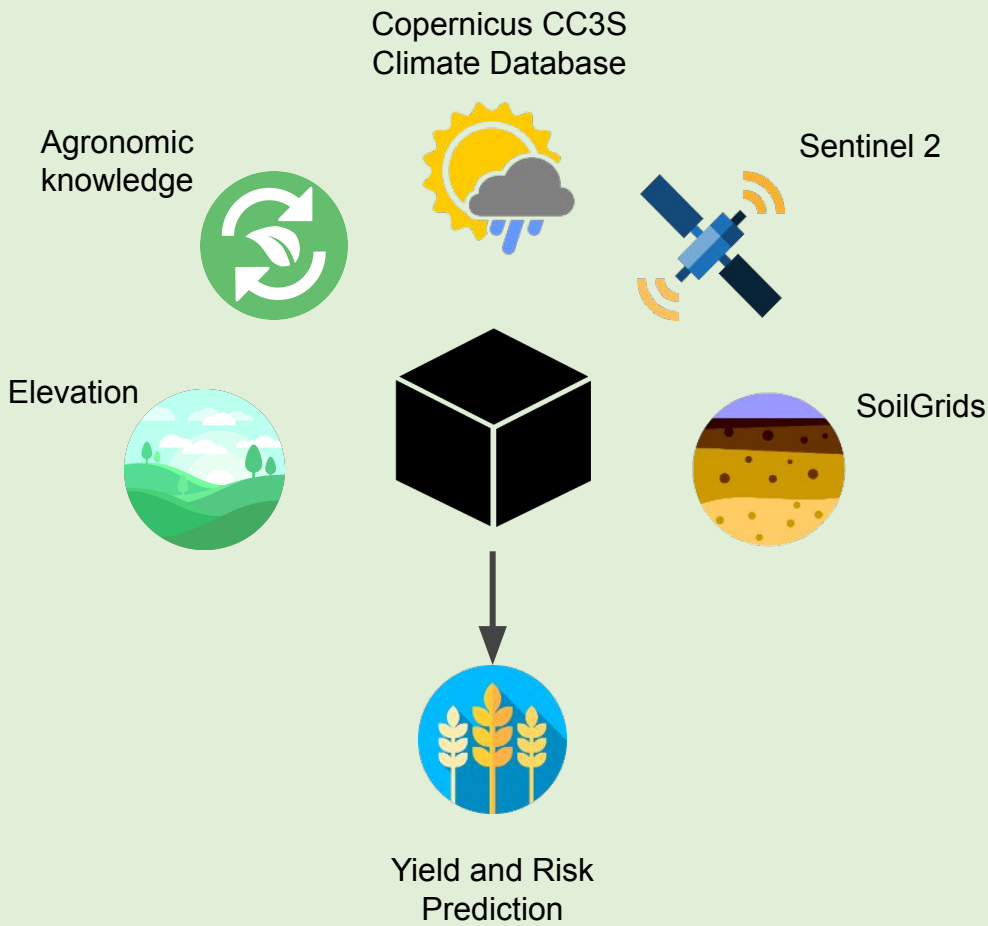 Copernicus CC3S
Climate Database
Agronomic
knowledge
Sentinel 2
Elevation
SoilGrids
Yield and Risk
Prediction